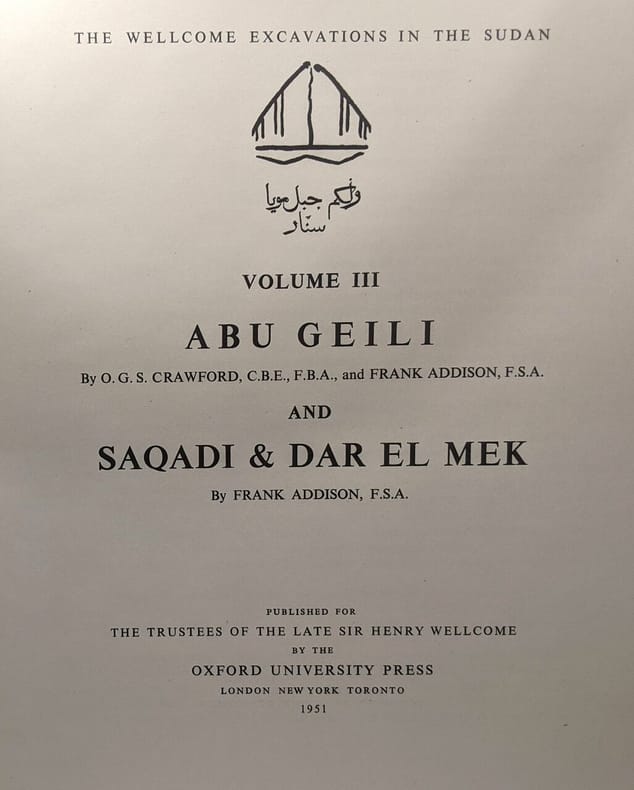 THE WELLCOME EXCAVATIONS IN THE SUDAN
ولكم جبل مويا
سنار
VOLUME III
ABU GEILI
By O. G. S. CRAWFORD, C.B.E., F.B.A., and FRANK ADDISON, F.S.A.
AND
SAQADI & DAR EL MEK
By FRANK ADDISON, F.S.A.
PUBLISHED FOR
THE TRUSTEES OF THE LATE SIR HENRY WELLCOME
BY THE
OXFORD UNIVERSITY PRESS
LONDON NEW YORK TORONTO
1951